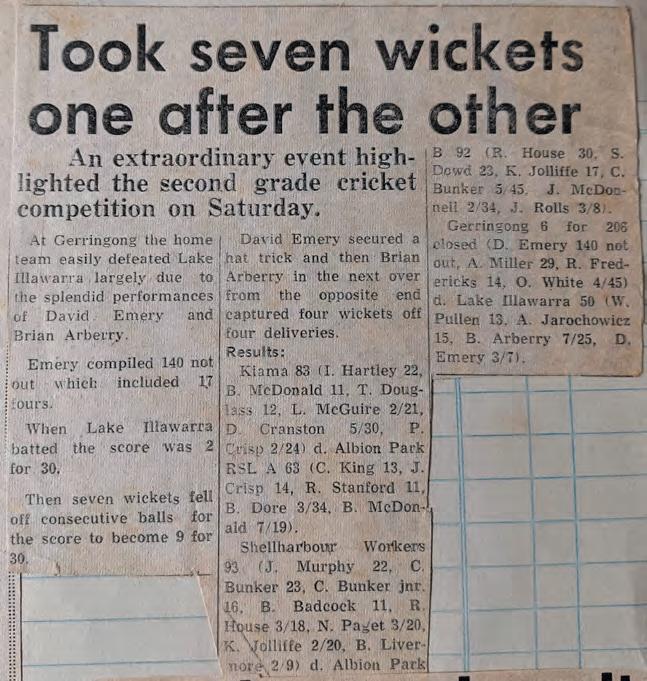 Took seven wickets
one after the other
An extraordinary event high-
lighted the second grade cricket
competition on Saturday.
At Gerringong the home
team easily defeated Lake
Illawarra largely due to
the splendid performances
of David Emery and
Brian Arberry.
Emery compiled 140 not
out which included 17
fours.
When Lake Illawarra
batted the score was 2
for 30.
Then seven wickets fell
off consecutive balls for
the score to become 9 for
30.
David Emery secured a
hat trick and then Brian
Arberry in the next over
from the opposite end
captured four wickets off
four deliveries.
Results:
Kiama 83 (I. Hartley 22,
B. McDonald 11, T. Doug-
lass 12, L. McGuire 2/21,
D. Cranston 5/30, P.
Crisp 2/24) d. Albion Park
RSL A 63 (C. King 13, J.
Crisp 14, R. Stanford 11,
B. Dore 3/34, B. McDon-
ald 7/19).
Shellharbour Workers
93 (J. Murphy 22, C.
Bunker 23, C. Bunker jnr.
16, B. Badcock 11, R.
House 3/18, N. Paget 3/20,
K. Jolliffe 2/20, B. Liver-
more 2/9) d. Albion Park
B 92 (R. House 30, S.
Dowd 23, K. Jolliffe 17, C.
Bunker 5/45, J. McDon-
nell 2/34, J. Rolls 3/8).
Gerringong 6 for 206
closed (D. Emery 140 not
out, A. Miller 29, R. Fred-
ericks 14, O. White 4/45)
d. Lake Illawarra 50 (W.
Pullen 13, A. Jarochowicz
15, B. Arberry 7/25, D.
Emery 3/7).